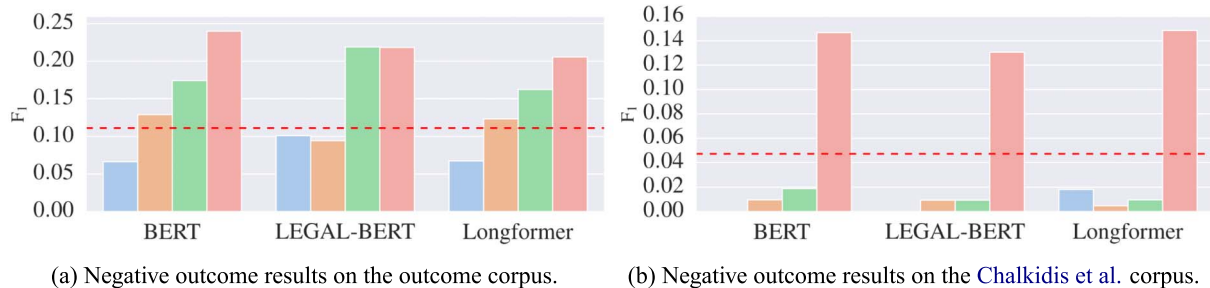 0.25
0.20
0.15
0.10
0.05
0.00
F1
BERT LEGAL-BERT Longformer
(a) Negative outcome results on the outcome corpus.
0.16
0.14
0.12
0.10
0.08
0.06
0.04
0.02
0.00
F1
BERT LEGAL-BERT Longformer
(b) Negative outcome results on the Chalkidis et al. corpus.